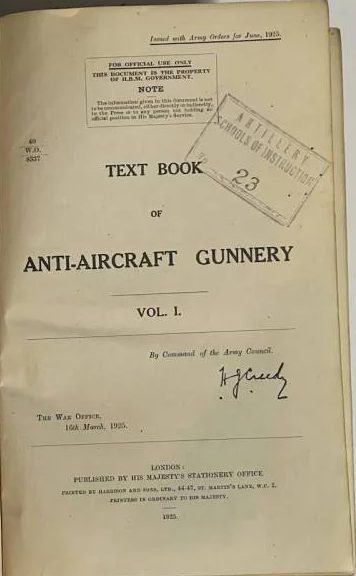 Issued with Army Orders for June, 1925.
FOR OFFICIAL USE ONLY
THIS DOCUMENT IS THE PROPERTY
OF H.B.M. GOVERNMENT.
NOTE
The information given in this document is not
to be communicated, either directly or indirectly,
to the Press or to any person not holding an
official position in His Majesty's Service.
40
W.O.
8337
ARTILLERY
SCHOOLS OF INSTRUCTION
No 23
TEXT BOOK
OF
ANTI-AIRCRAFT GUNNERY
VOL. I.
By Command of the Army Council.
H J Creedy
THE WAR OFFICE,
16th March, 1925.
LONDON:
PUBLISHED BY HIS MAJESTY'S STATIONERY OFFICE
PRINTED BY HARRISON AND SONS, LTD., 44-47, ST. MARTIN'S LANE, W.C. 2,
PRINTERS IN ORDINARY TO HIS MAJESTY.
1925.